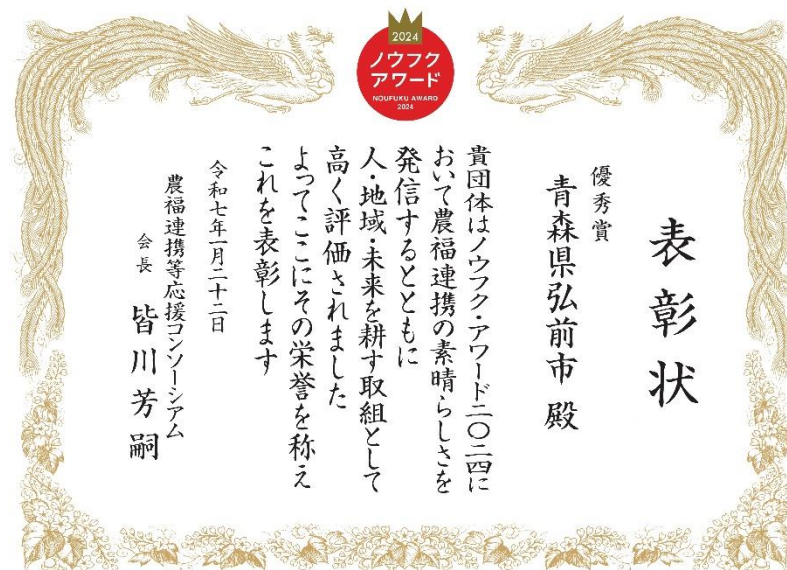 2024
ノウフク
アワード
NOUFUKU AWARD
2024
表彰状
優秀賞
青森県弘前市 殿
貴団体はノウフク・アワード二〇二四に
おいて農福連携の素晴らしさを
発信するとともに
人・地域・未来を耕す取組として
高く評価されました
よってここにその栄誉を称え
これを表彰します
令和七年一月二十二日
農福連携等応援コンソーシアム
会長 皆川芳嗣